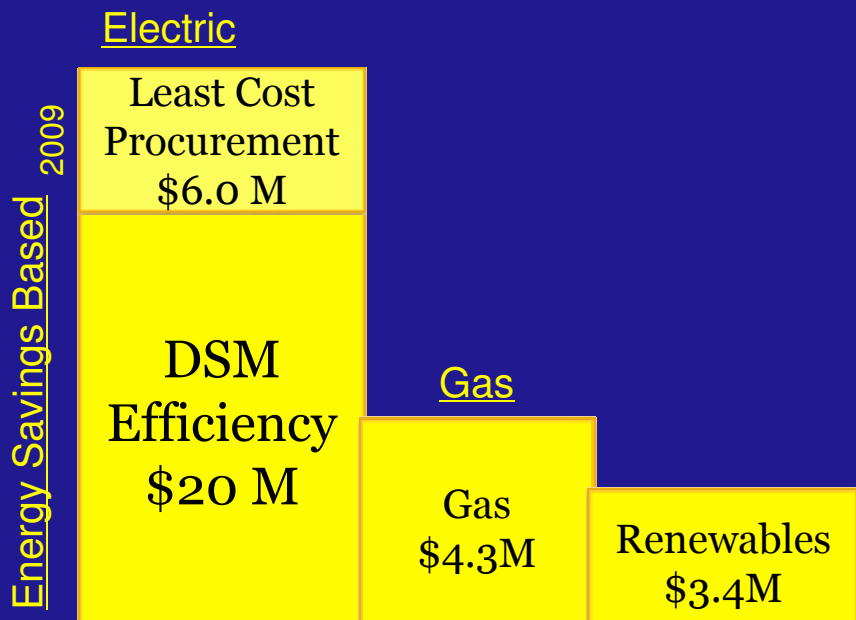 Electric
Least Cost
Procurement
$6.0 M
2009
Energy Savings Based
DSM
Efficiency
$20 M
Gas
Gas
$4.3M
Renewables
$3.4M